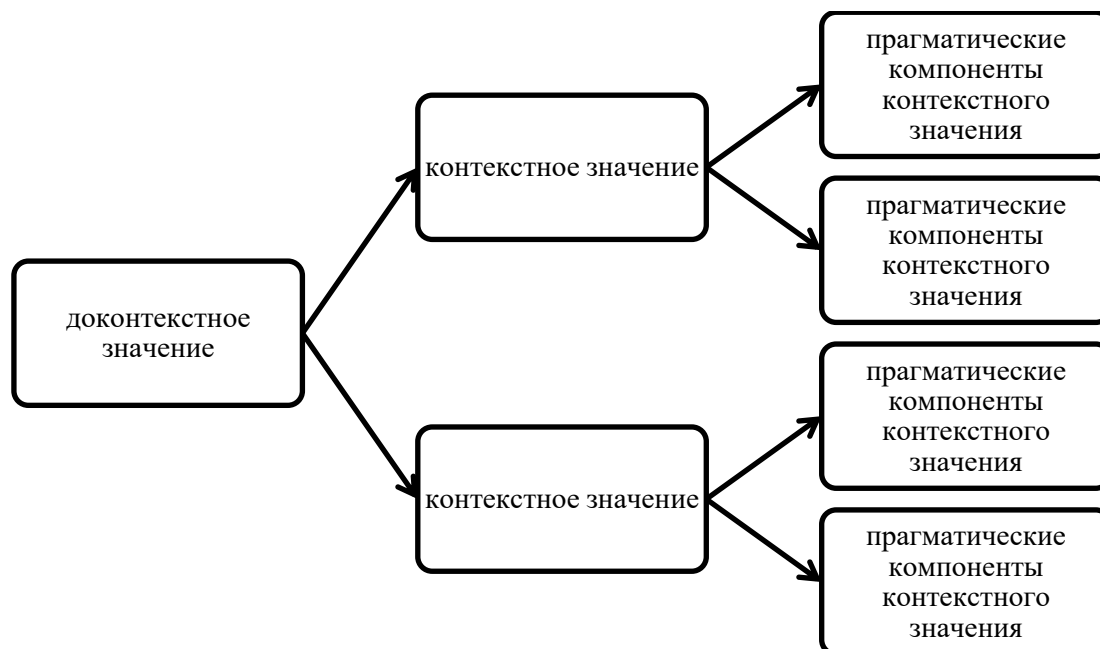 доконтекстное
значение
контекстное значение
прагматические
компоненты
контекстного
значения
прагматические
компоненты
контекстного
значения
контекстное значение
прагматические
компоненты
контекстного
значения
прагматические
компоненты
контекстного
значения